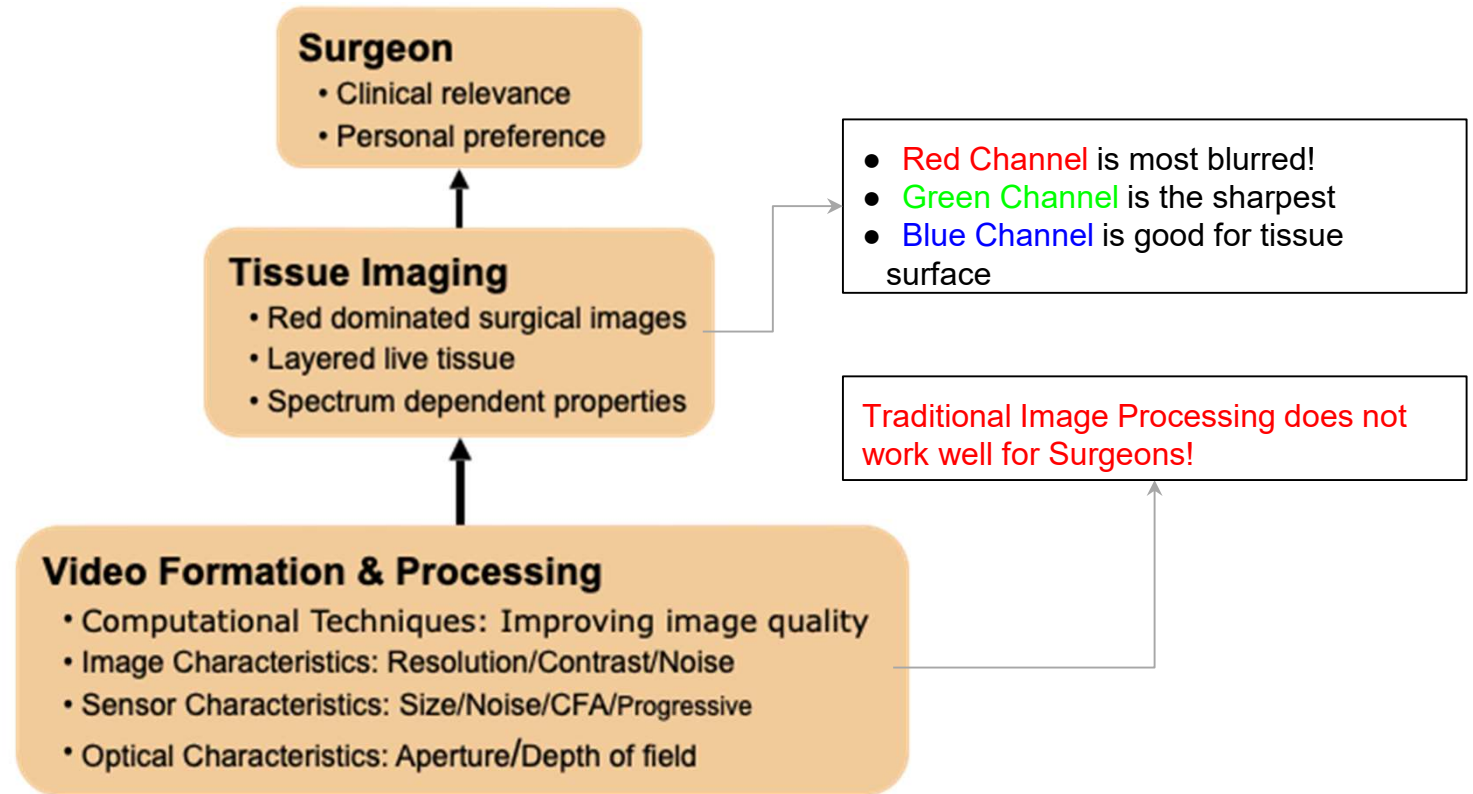 Surgeon
• Clinical relevance
• Personal preference
Tissue Imaging
• Red dominated surgical images
• Layered live tissue
• Spectrum dependent properties
Video Formation & Processing
• Computational Techniques: Improving image quality
• Image Characteristics: Resolution/Contrast/Noise
• Sensor Characteristics: Size/Noise/CFA/Progressive
• Optical Characteristics: Aperture/Depth of field
● Red Channel is most blurred!
● Green Channel is the sharpest
● Blue Channel is good for tissue
surface
Traditional Image Processing does not
work well for Surgeons!